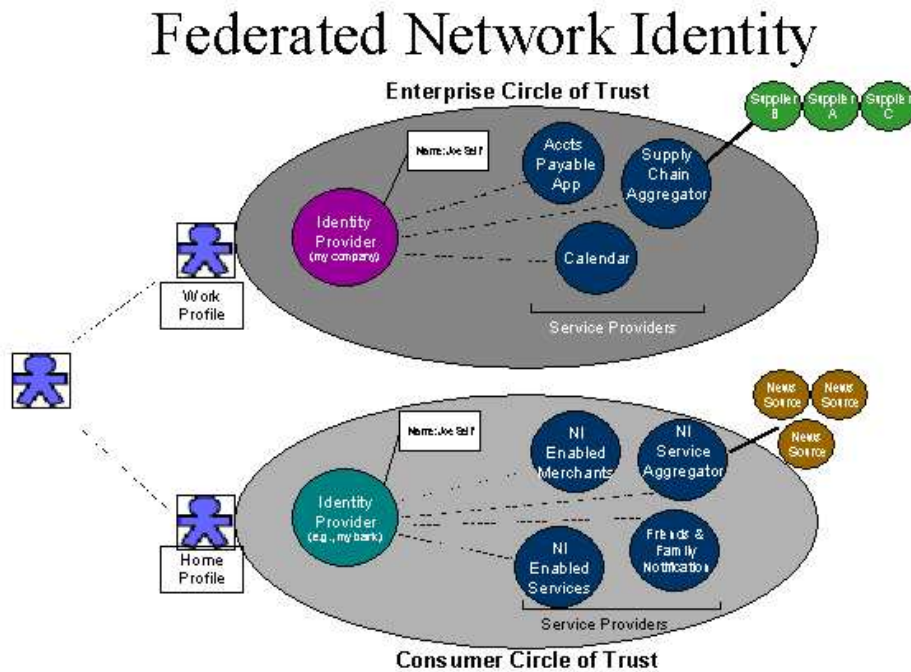 Federated Network Identity
Enterprise Circle of Trust
Supplier
B
Supplier
A
Supplier
C
Name: Joe Self
Accts
Payable
App
Supply
Chain
Aggregator
Identity
Provider
(my company)
Calendar
Work
Profile
Service Providers
Name: Joe Self
NI
Enabled
Merchants
NI
Service
Aggregator
News
Source
News
Source
News
Source
Identity
Provider
(e.g., my bank)
NI
Enabled
Services
Friends &
Family
Notification
Home
Profile
Service Providers
Consumer Circle of Trust